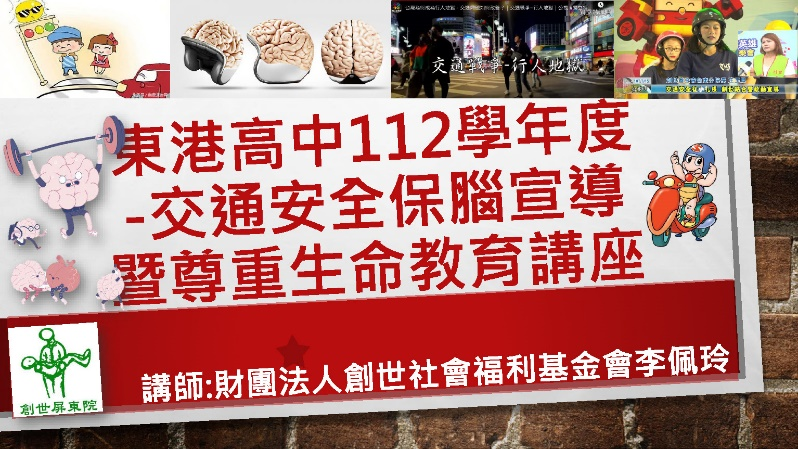 交通戰爭-行人地獄
英雄
東港高中112學年度
-交通安全保腦宣導
暨尊重生命教育講座
創世屏東院
講師:財團法人創世社會福利基金會李佩玲